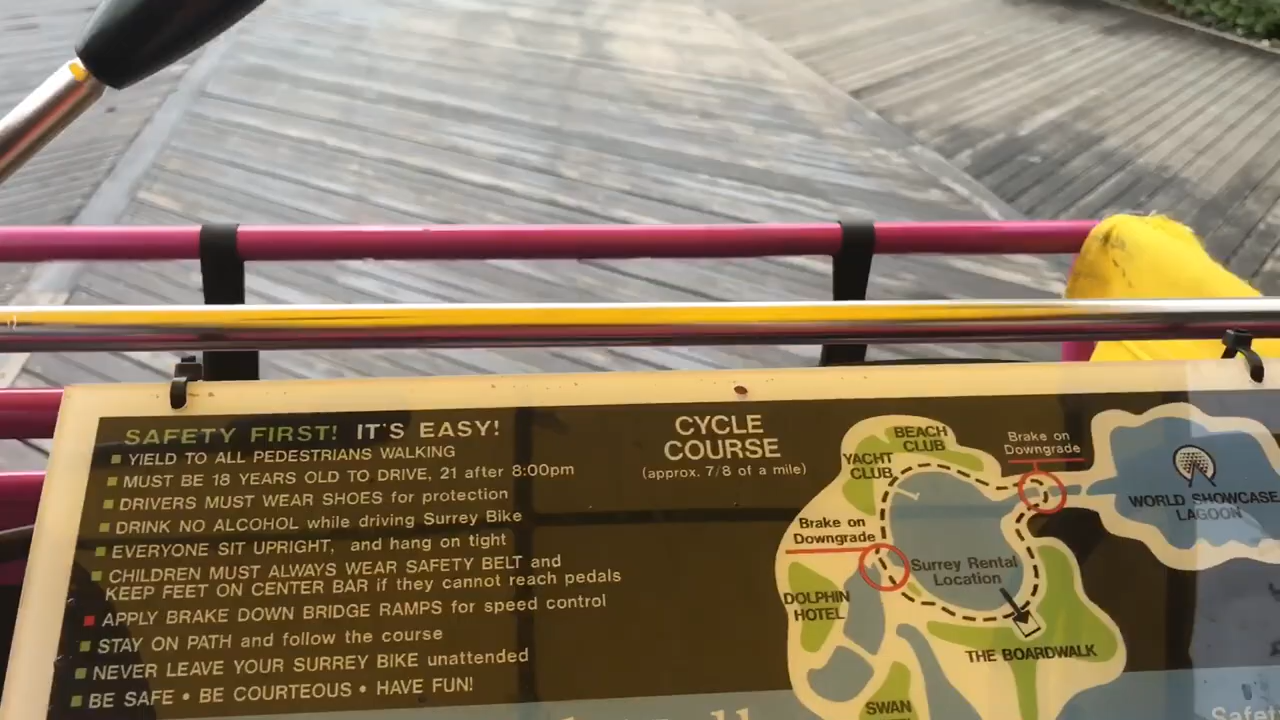 SAFETY FIRST! IT'S EASY!
YIELD TO ALL PEDESTRIANS WALKING
MUST BE 18 YEARS OLD TO DRIVE, 21 after 8:00pm
DRIVERS MUST WEAR SHOES for protection
DRINK NO ALCOHOL while driving Surrey Bike
EVERYONE SIT UPRIGHT, and hang on tight
CHILDREN MUST ALWAYS WEAR SAFETY BELT and
KEEP FEET ON CENTER BAR if they cannot reach pedals
APPLY BRAKE DOWN BRIDGE RAMPS for speed control
STAY ON PATH and follow the course
NEVER LEAVE YOUR SURREY BIKE unattended
BE SAFE • BE COURTEOUS • HAVE FUN!
CYCLE
COURSE
(approx. 7/8 of a mile)
BEACH
CLUB
YACHT
CLUB
Brake on
Downgrade
WORLD SHOWCASE
LAGOON
Brake on
Downgrade
Surrey Rental
Location
DOLPHIN
HOTEL
THE BOARDWALK
SWAN